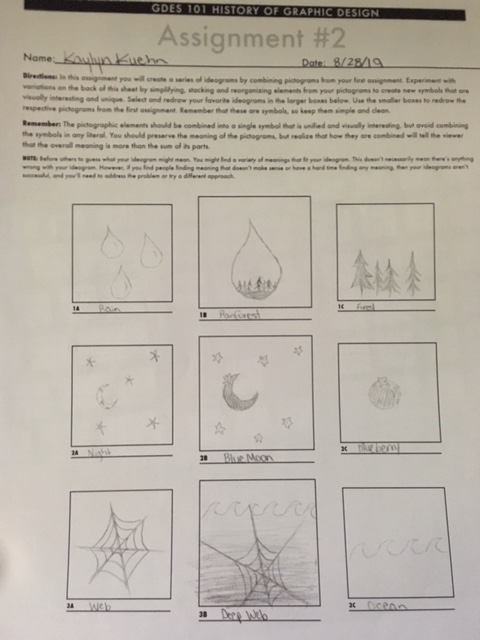 GDES 101 HISTORY OF GRAPHIC DESIGN
Assignment #2
Name: Kaylyn Kuehn Date: 8/28/19
Directions: In this assignment you will create a series of ideograms by combining pictograms from your first assignment. Experiment with
variations on the back of this sheet by simplifying, stacking and reorganizing elements from your pictograms to create new symbols that are
visually interesting and unique. Select and redraw your favorite ideograms in the larger boxes below. Use the smaller boxes to redraw the
respective pictograms from the first assignment. Remember that these are symbols, so keep them simple and clean.
Remember: The pictographic elements should be combined into a single symbol that is unified and visually interesting, but avoid combining
the symbols in any literal. You should preserve the meaning of the pictograms, but realize that how they are combined will tell the viewer
that the overall meaning is more than the sum of its parts.
NOTE: Before others to guess what your ideogram might mean. You might find a variety of meanings that fit your ideogram. This doesn't necessarily mean there's anything
wrong with your ideogram. However, if you find people finding meaning that doesn't make sense or have a hard time finding any meaning, then your ideograms aren't
successful, and you'll need to address the problem or try a different approach.
1A Rain 1B Rainforest 1C Forest
2A Night 2B Blue Moon 2C Blueberry
3A Web 3B Deep Web 3C Ocean